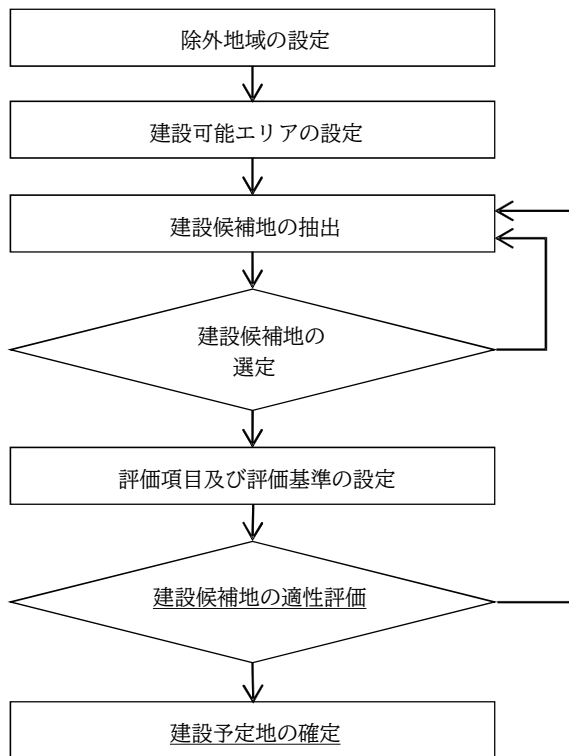 除外地域の設定
建設可能エリアの設定
建設候補地の抽出
建設候補地の
選定
評価項目及び評価基準の設定
建設候補地の適性評価
建設予定地の確定